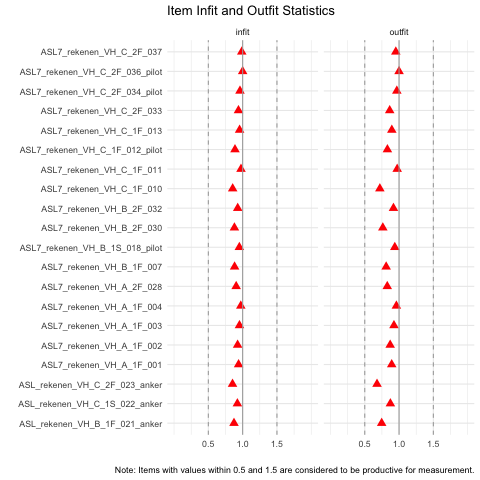 Item Infit and Outfit Statistics
infit outfit
ASL7_rekenen_VH_C_2F_037
ASL7_rekenen_VH_C_2F_036_pilot
ASL7_rekenen_VH_C_2F_034_pilot
ASL7_rekenen_VH_C_2F_033
ASL7_rekenen_VH_C_1F_013
ASL7_rekenen_VH_C_1F_012_pilot
ASL7_rekenen_VH_C_1F_011
ASL7_rekenen_VH_C_1F_010
ASL7_rekenen_VH_B_2F_032
ASL7_rekenen_VH_B_2F_030
ASL7_rekenen_VH_B_1S_018_pilot
ASL7_rekenen_VH_B_1F_007
ASL7_rekenen_VH_A_2F_028
ASL7_rekenen_VH_A_1F_004
ASL7_rekenen_VH_A_1F_003
ASL7_rekenen_VH_A_1F_002
ASL7_rekenen_VH_A_1F_001
ASL_rekenen_VH_C_2F_023_anker
ASL_rekenen_VH_C_1S_022_anker
ASL_rekenen_VH_B_1F_021_anker
0.5 1.0 1.5 0.5 1.0 1.5
Note: Items with values within 0.5 and 1.5 are considered to be productive for measurement.